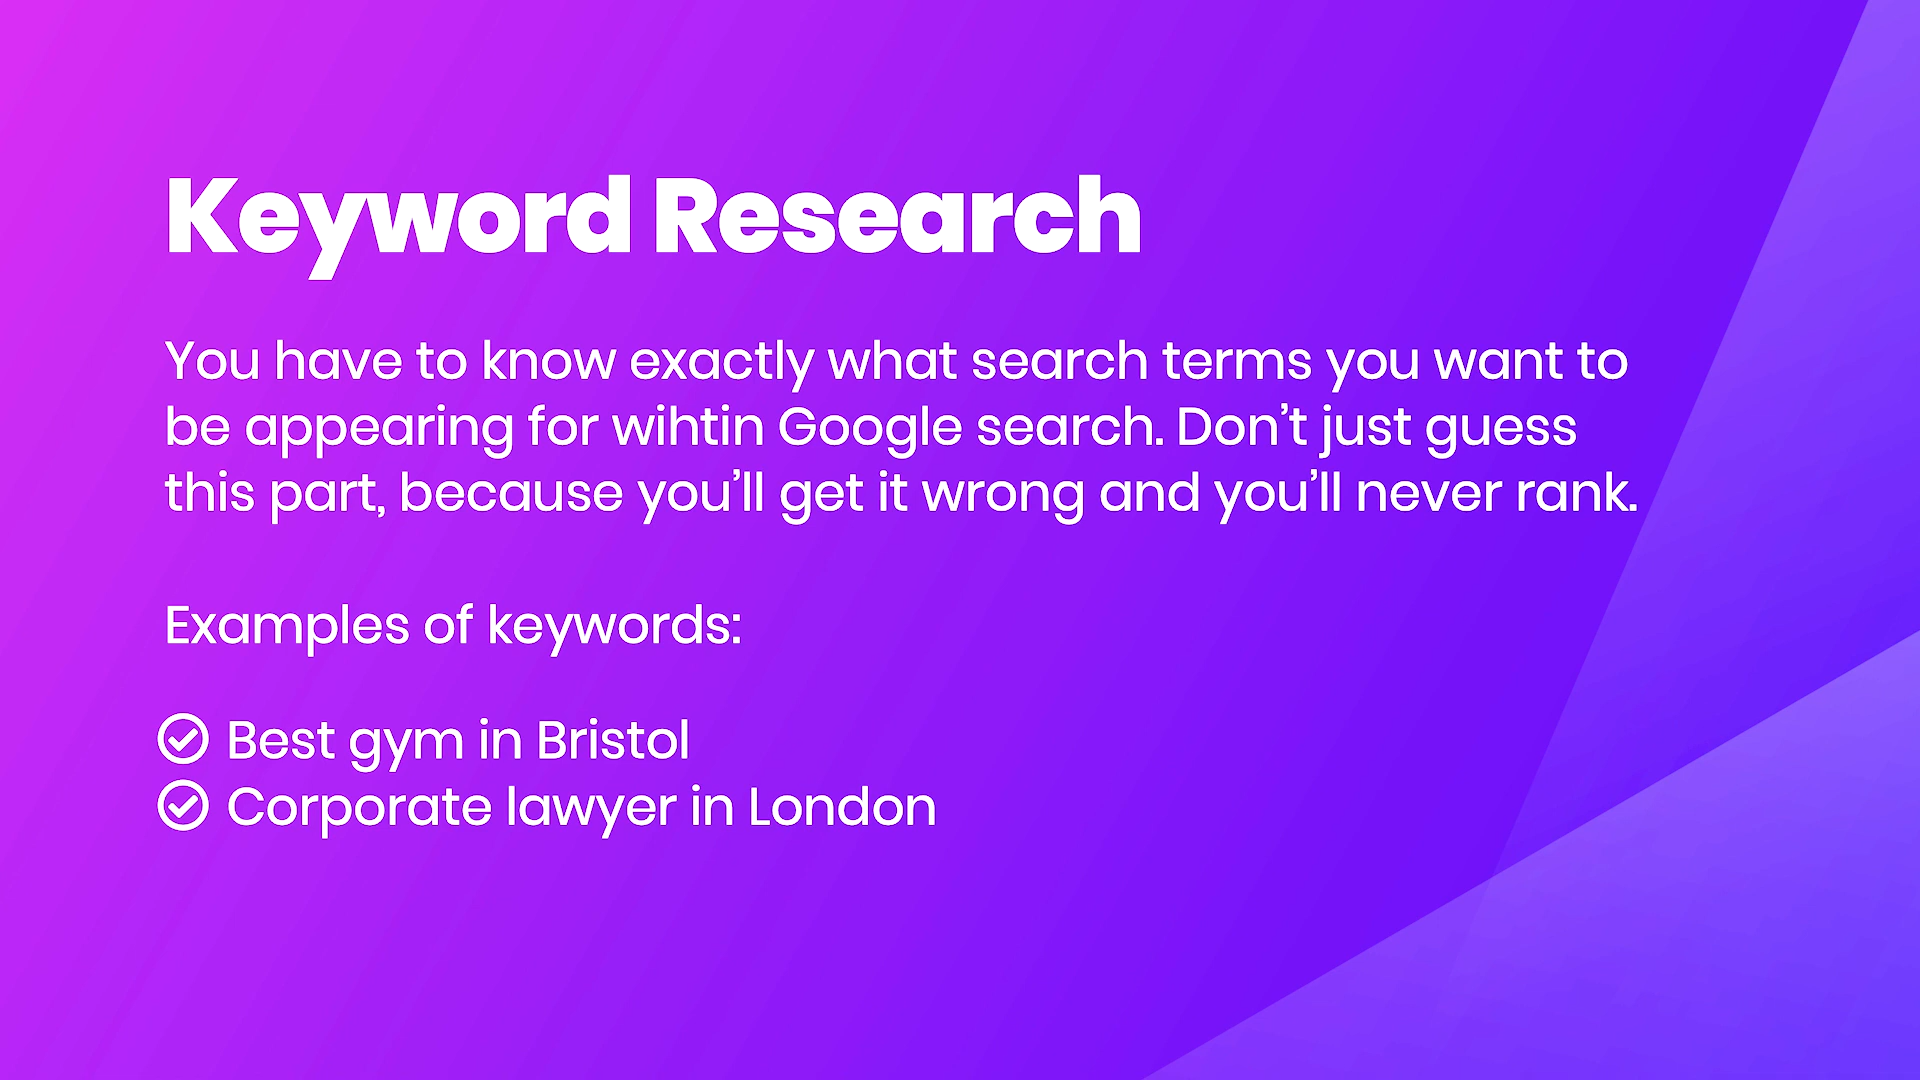 Keyword Research
You have to know exactly what search terms you want to
be appearing for wihtin Google search. Don’t just guess
this part, because you’ll get it wrong and you’ll never rank.
Examples of keywords:
Best gym in Bristol
Corporate lawyer in London